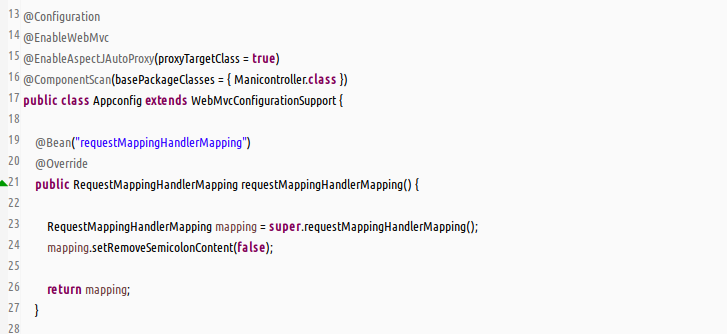 13 @Configuration
14 @EnableWebMvc
15 @EnableAspectJAutoProxy(proxyTargetClass = true)
16 @ComponentScan(basePackageClasses = { Manicontroller.class })
17 public class Appconfig extends WebMvcConfigurationSupport {
18
19 @Bean("requestMappingHandlerMapping")
20 @Override
21 public RequestMappingHandlerMapping requestMappingHandlerMapping() {
22
23 RequestMappingHandlerMapping mapping = super.requestMappingHandlerMapping();
24 mapping.setRemoveSemicolonContent(false);
25
26 return mapping;
27 }
28